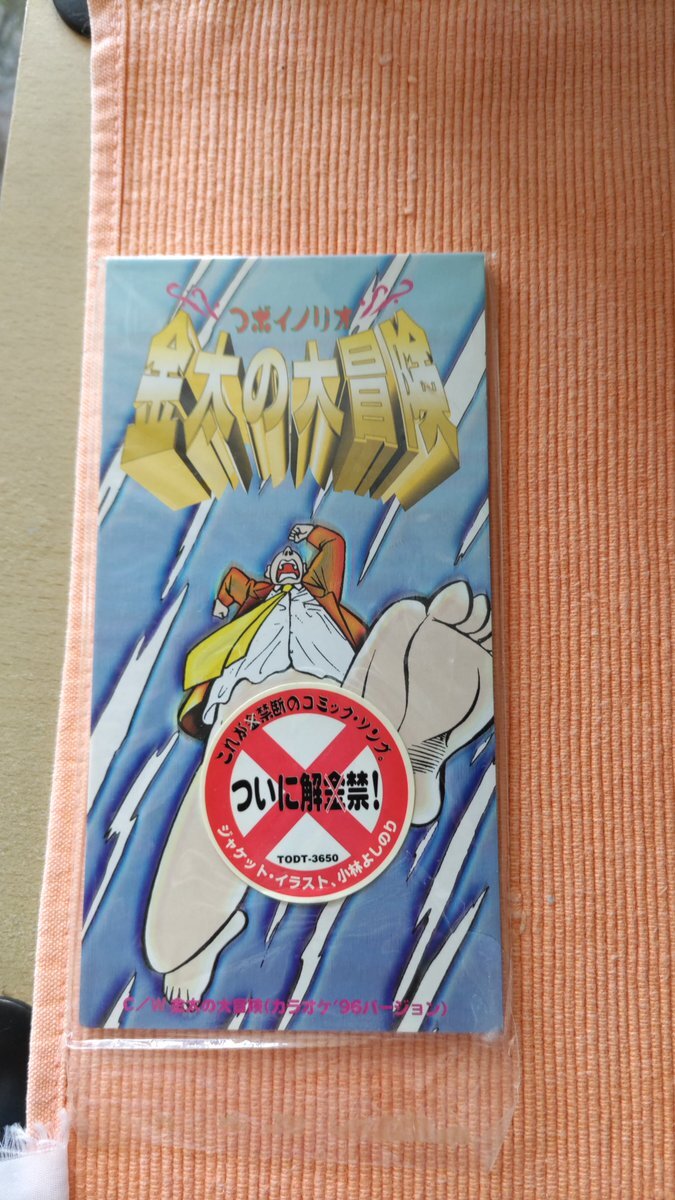 つボイノリオ
金太の大冒険
これが金禁断のコミック・ソング。
ついに解金禁!
TODT-3650
ジャケット・イラスト、小林よしのり
C/W 金太の大冒険(カラオケ'96バージョン)